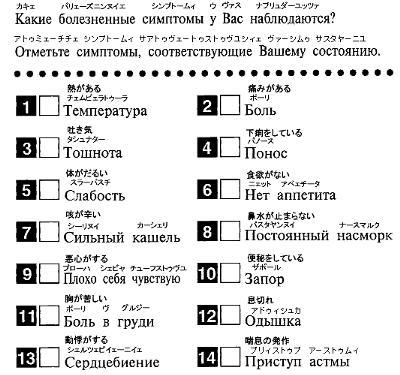 カキェ バリェーズニンヌィエ シンプトームィ ウ ヴァス ナブリュダーユッツァ
Какие болезненные симптомы у Вас наблюдаются?
アトゥミェーチチェ シンプトームィ サアトヴェートゥストヴユシィェ ヴァーシムゥ サスタヤーニユ
Отметьте симптомы, соответствующие Вашему состоянию.
熱がある
チェムピェラトゥーラ
1 Температура
痛みがある
ボーリ
2 Боль
吐き気
タシュナター
3 Тошнота
下痢をしている
パノース
4 Понос
体がだるい
スラーバスチ
5 Слабость
食欲がない
ニェット アペェチータ
6 Нет аппетита
咳が辛い
シーリヌイ カーシェリ
7 Сильный кашель
鼻水が止まらない
パスタヤンヌイ ナースマルク
8 Постоянный насморк
悪心がする
プローハ シェビャ チューフストヴユ
9 Плохо себя чувствую
便秘をしている
ザポール
10 Запор
胸が苦しい
ボーリ ヴ グルジー
11 Боль в груди
息切れ
アドゥィシュカ
12 Одышка
動悸がする
シェルツェビイェーニイェ
13 Сердцебиение
喘息の発作
プリィストゥプ アーストゥムィ
14 Приступ астмы